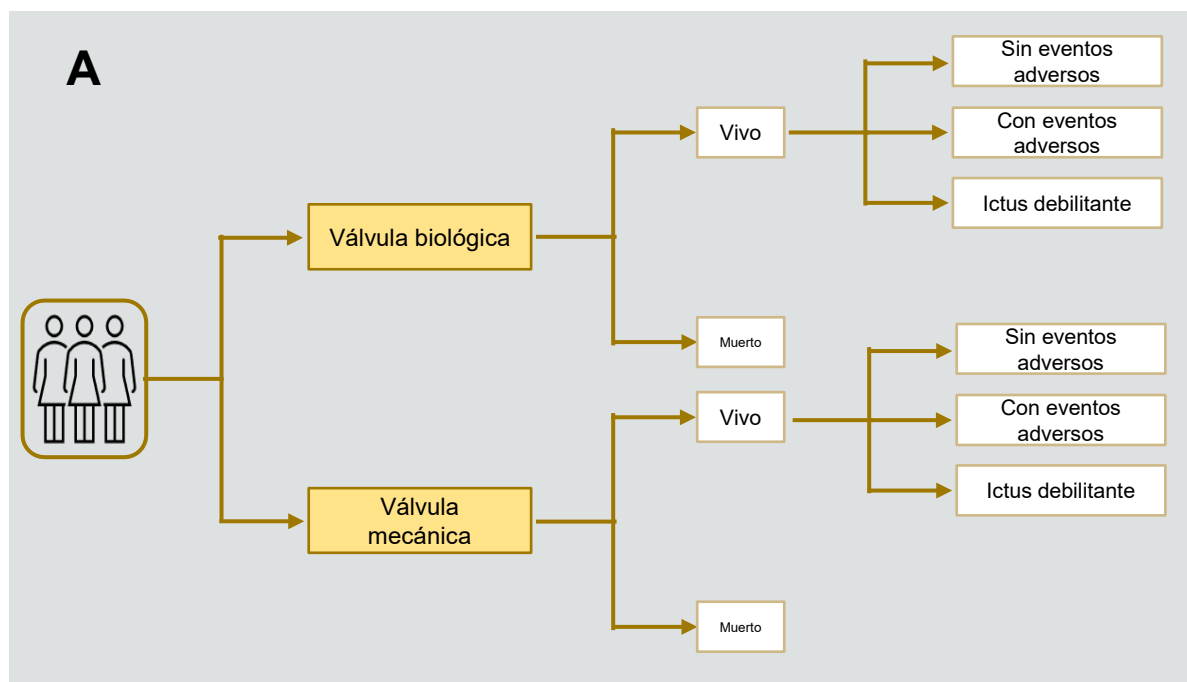 A
Sin eventos
adversos
Vivo
Con eventos
adversos
Ictus debilitante
Válvula biológica
Muerto
Sin eventos
adversos
Vivo
Con eventos
adversos
Ictus debilitante
Válvula
mecánica
Muerto